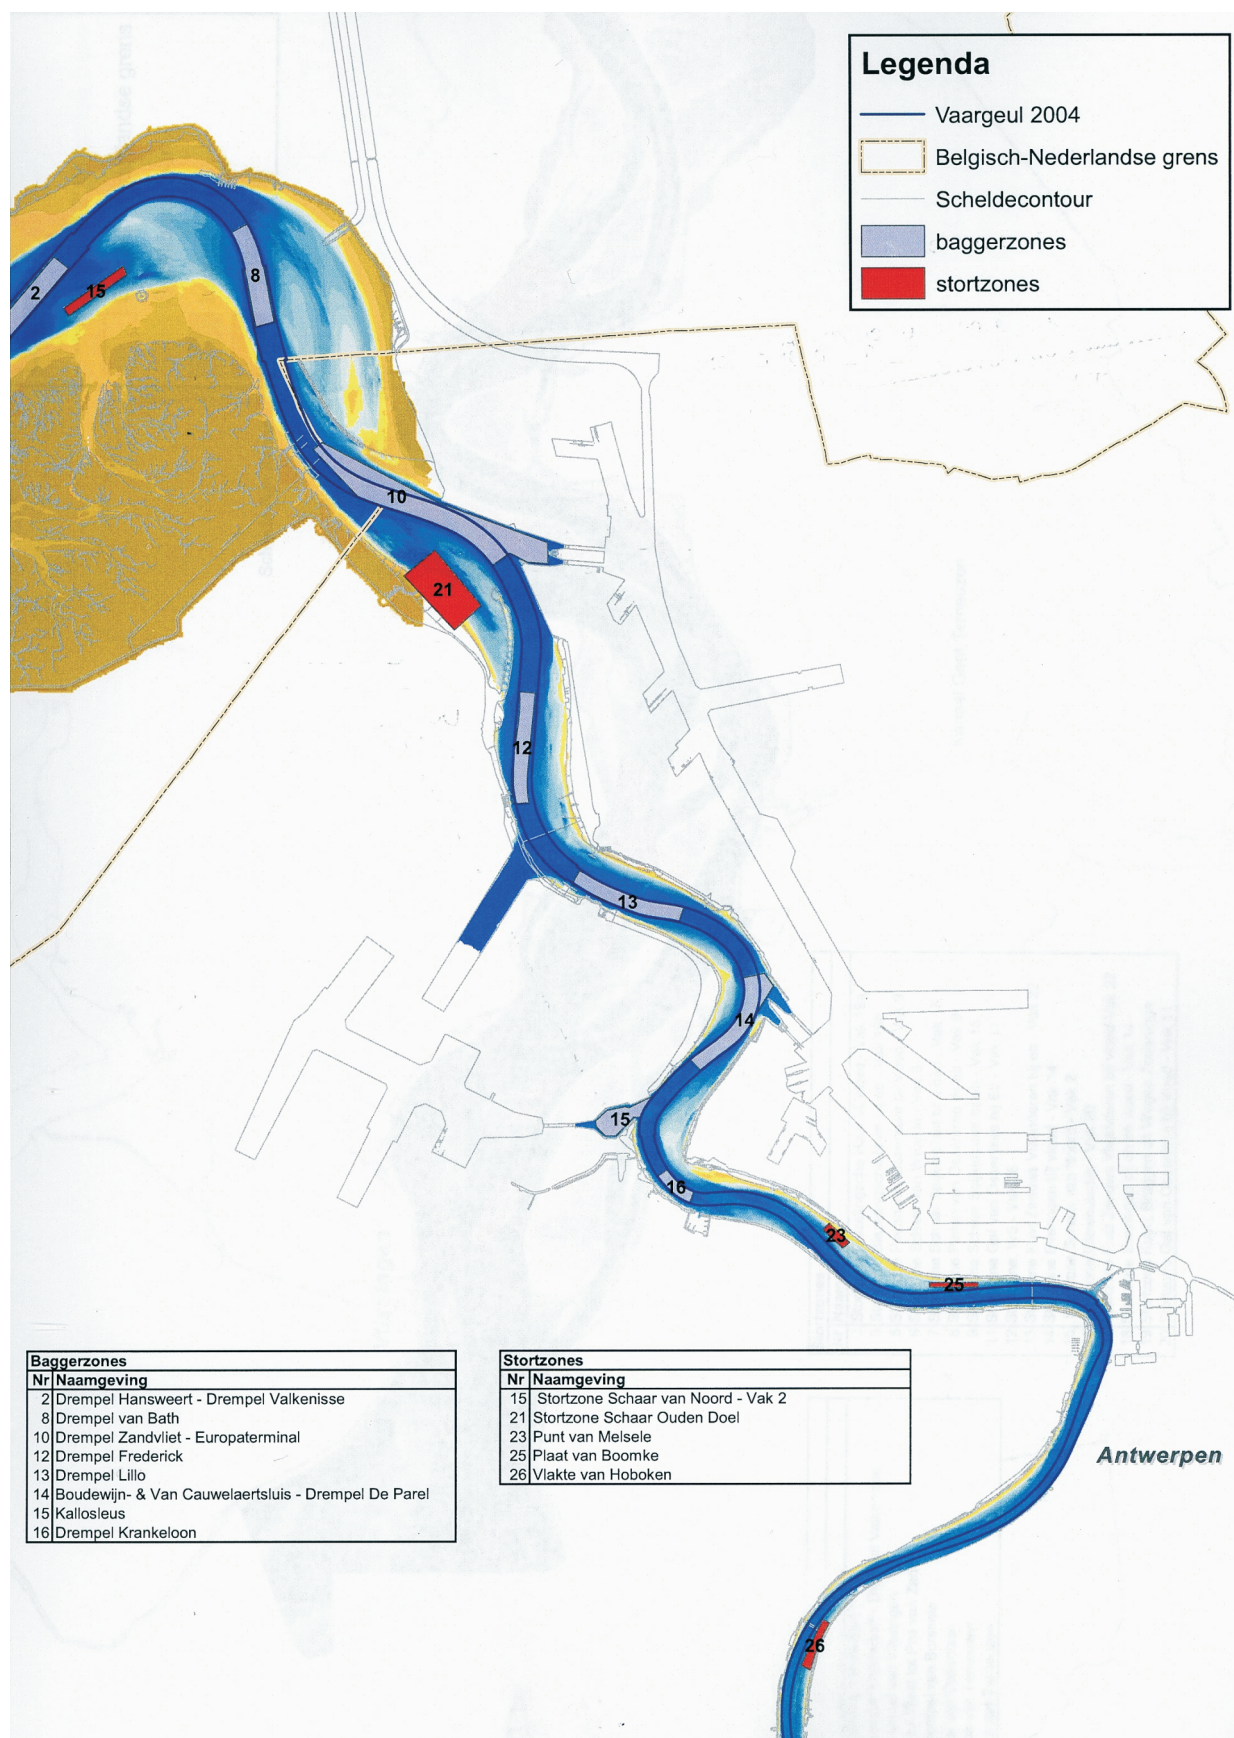 Legenda
Vaargeul 2004
Belgisch-Nederlandse grens
Scheldecontour
baggerzones
stortzones
8
2
15
10
21
12
13
14
15
16
23
25
Baggerzones
Nr Naamgeving
2 Drempel Hansweert - Drempel Valkenisse
8 Drempel van Bath
10 Drempel Zandvliet - Europaterminal
12 Drempel Frederick
13 Drempel Lillo
14 Boudewijn- & Van Cauwelaertsluis - Drempel De Parel
15 Kallosleus
16 Drempel Krankeloon
Stortzones
Nr Naamgeving
15 Stortzone Schaar van Noord - Vak 2
21 Stortzone Schaar Ouden Doel
23 Punt van Melsele
25 Plaat van Boomke
26 Vlakte van Hoboken
Antwerpen
26